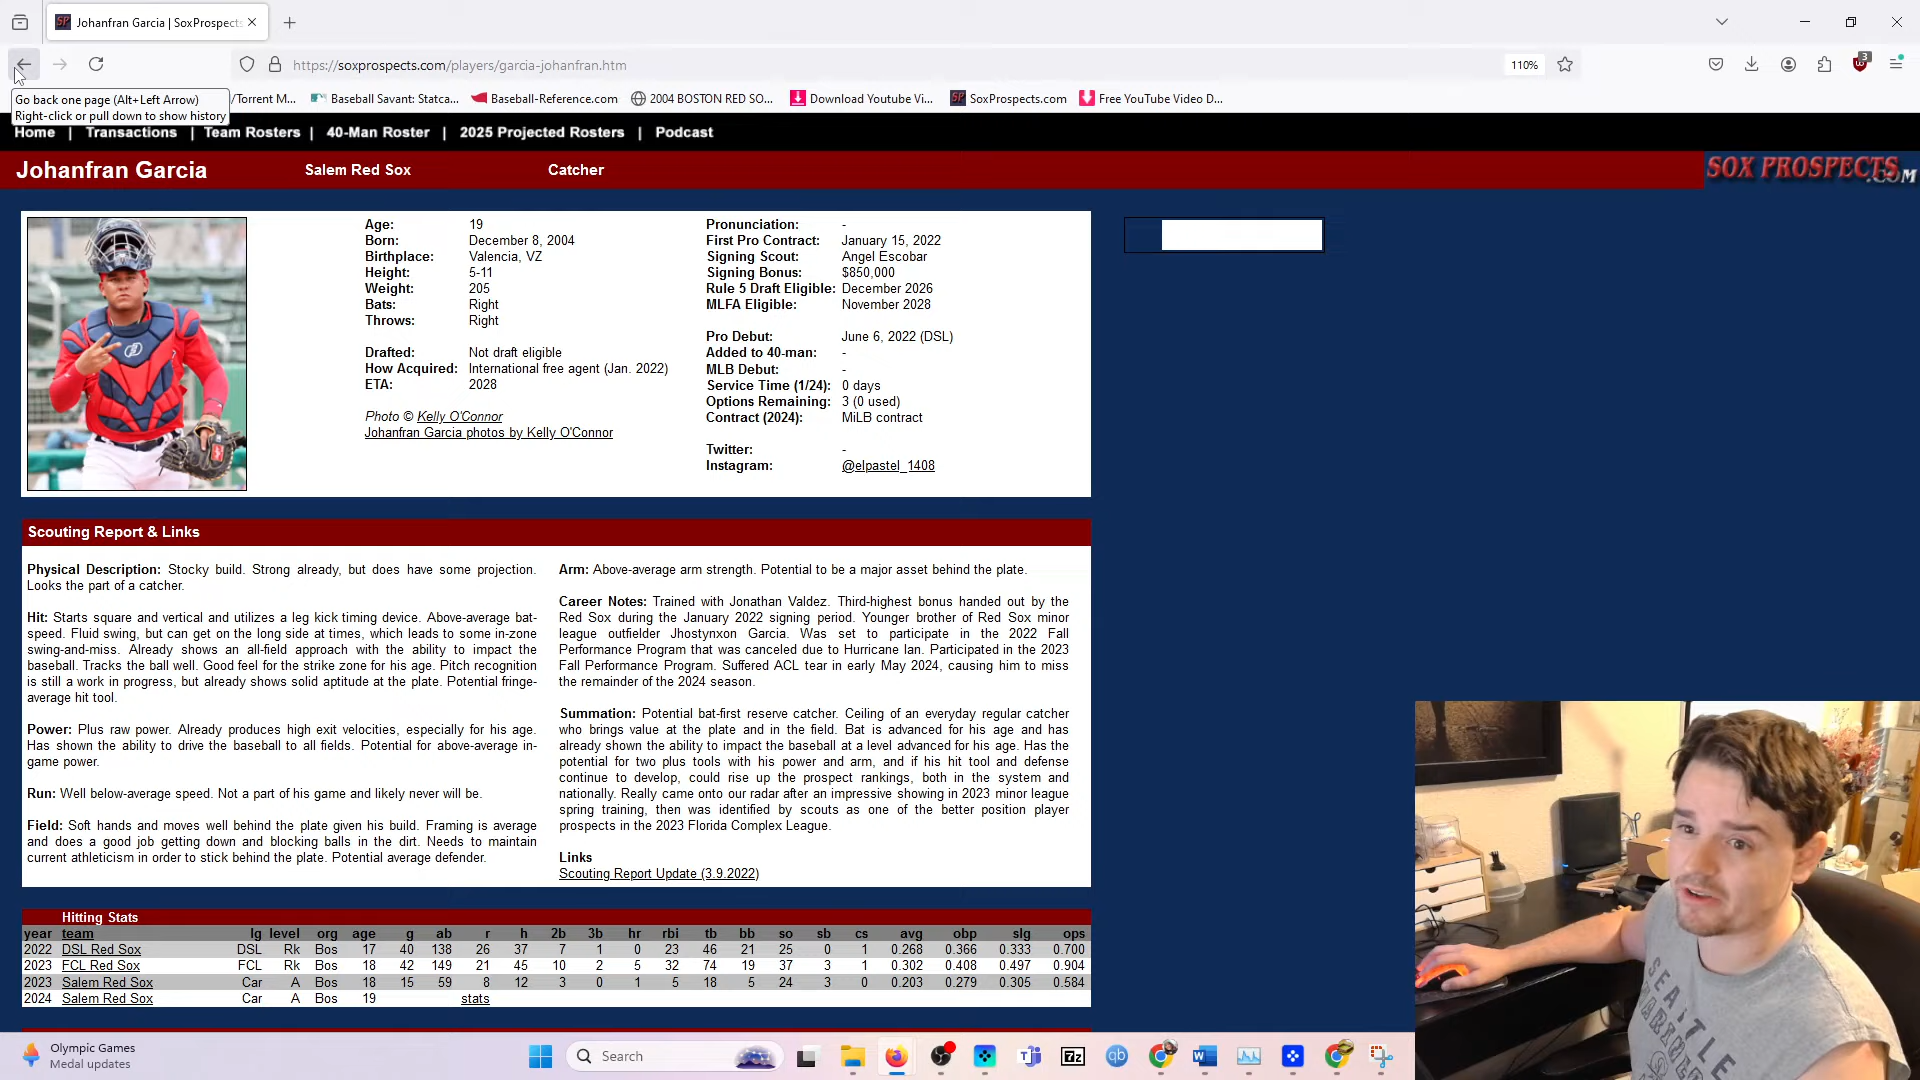 Johanfran Garcia | SoxProspects
https://soxprospects.com/players/garcia-johanfran.htm
110%
3
Go back one page (Alt+Left Arrow)
Right-click or pull down to show history
/Torrent M...
Baseball Savant: Statca...
Baseball-Reference.com
2004 BOSTON RED SO...
Download Youtube Vi...
SoxProspects.com
Free YouTube Video D...
Home | Transactions | Team Rosters | 40-Man Roster | 2025 Projected Rosters | Podcast
Johanfran Garcia Salem Red Sox Catcher
SOX PROSPECTS.COM
Age: 19
Born: December 8, 2004
Birthplace: Valencia, VZ
Height: 5-11
Weight: 205
Bats: Right
Throws: Right
Drafted: Not draft eligible
How Acquired: International free agent (Jan. 2022)
ETA: 2028
Photo © Kelly O'Connor
Johanfran Garcia photos by Kelly O'Connor
Pronunciation: -
First Pro Contract: January 15, 2022
Signing Scout: Angel Escobar
Signing Bonus: $850,000
Rule 5 Draft Eligible: December 2026
MLFA Eligible: November 2028
Pro Debut: June 6, 2022 (DSL)
Added to 40-man: -
MLB Debut: -
Service Time (1/24): 0 days
Options Remaining: 3 (0 used)
Contract (2024): MiLB contract
Twitter: -
Instagram: @elpastel_1408
Scouting Report & Links
Physical Description: Stocky build. Strong already, but does have some projection.
Looks the part of a catcher.
Hit: Starts square and vertical and utilizes a leg kick timing device. Above-average bat-
speed. Fluid swing, but can get on the long side at times, which leads to some in-zone
swing-and-miss. Already shows an all-field approach with the ability to impact the
baseball. Tracks the ball well. Good feel for the strike zone for his age. Pitch recognition
is still a work in progress, but already shows solid aptitude at the plate. Potential fringe-
average hit tool.
Power: Plus raw power. Already produces high exit velocities, especially for his age.
Has shown the ability to drive the baseball to all fields. Potential for above-average in-
game power.
Run: Well below-average speed. Not a part of his game and likely never will be.
Field: Soft hands and moves well behind the plate given his build. Framing is average
and does a good job getting down and blocking balls in the dirt. Needs to maintain
current athleticism in order to stick behind the plate. Potential average defender.
Arm: Above-average arm strength. Potential to be a major asset behind the plate.
Career Notes: Trained with Jonathan Valdez. Third-highest bonus handed out by the
Red Sox during the January 2022 signing period. Younger brother of Red Sox minor
league outfielder Jhostynxon Garcia. Was set to participate in the 2022 Fall
Performance Program that was canceled due to Hurricane Ian. Participated in the 2023
Fall Performance Program. Suffered ACL tear in early May 2024, causing him to miss
the remainder of the 2024 season.
Summation: Potential bat-first reserve catcher. Ceiling of an everyday regular catcher
who brings value at the plate and in the field. Bat is advanced for his age and has
already shown the ability to impact the baseball at a level advanced for his age. Has the
potential for two plus tools with his power and arm, and if his hit tool and defense
continue to develop, could rise up the prospect rankings, both in the system and
nationally. Really came onto our radar after an impressive showing in 2023 minor league
spring training, then was identified by scouts as one of the better position player
prospects in the 2023 Florida Complex League.
Links
Scouting Report Update (3.9.2022)
Hitting Stats
year team lg level org age g ab r h 2b 3b hr rbi tb bb so sb cs avg obp slg ops
2022 DSL Red Sox DSL Rk Bos 17 40 138 26 37 7 1 0 23 46 21 25 0 1 0.268 0.366 0.333 0.700
2023 FCL Red Sox FCL Rk Bos 18 42 149 21 45 10 2 5 32 74 19 37 3 1 0.302 0.408 0.497 0.904
2023 Salem Red Sox Car A Bos 18 15 59 8 12 3 0 1 5 18 5 24 3 0 0.203 0.279 0.305 0.584
2024 Salem Red Sox Car A Bos 19 stats
SEATTLE
Olympic Games
Medal updates
Search
7z
qb